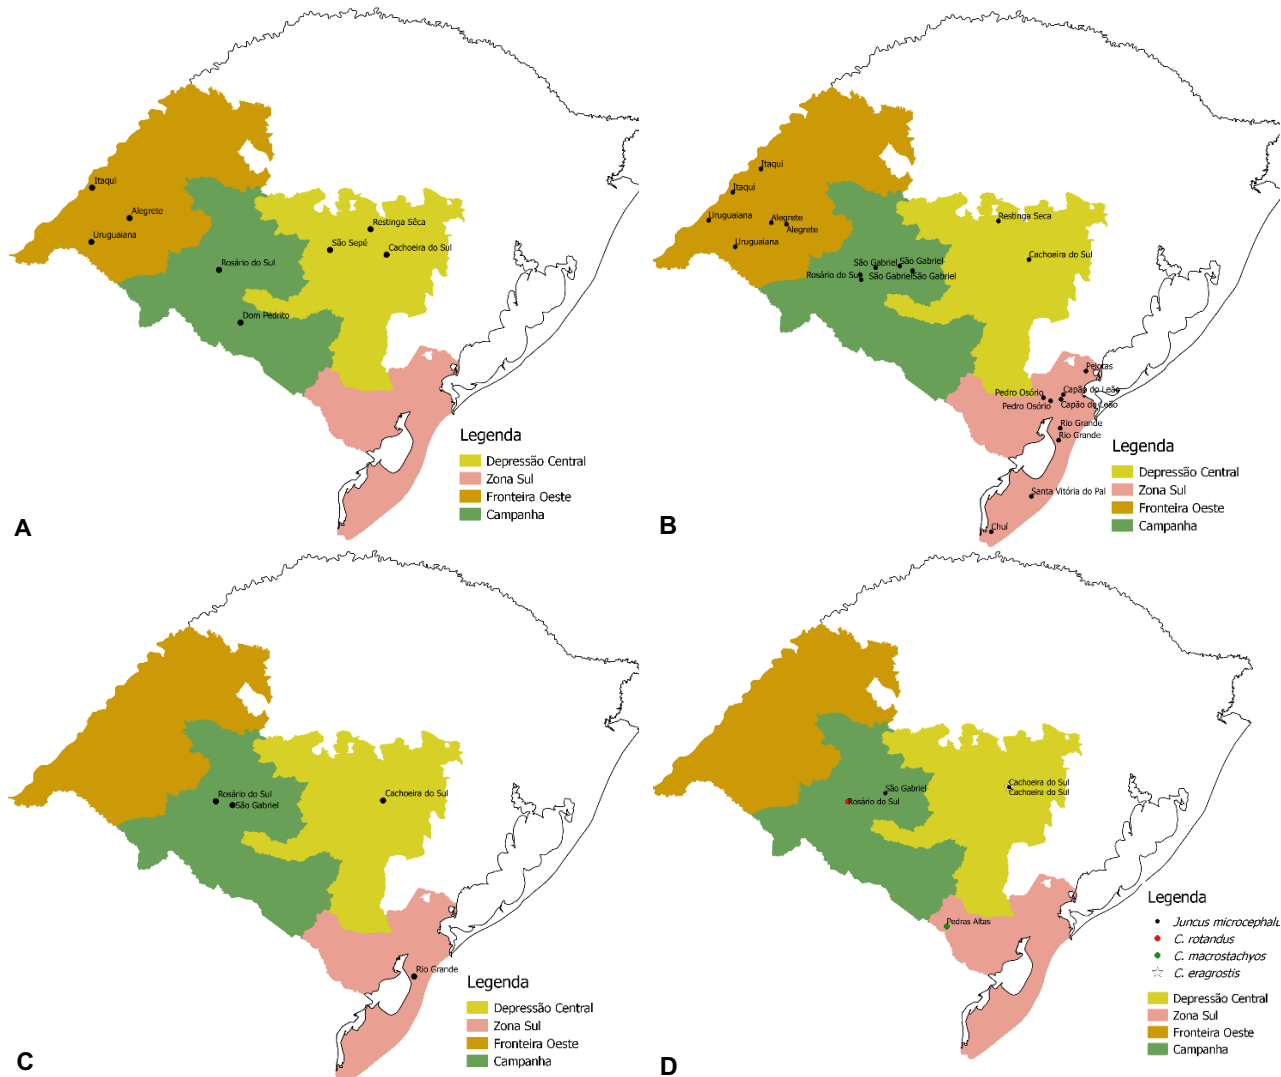 Itaqui
Alegrete
Uruguaiana
Restinga Sêca
São Sepé
Cachoeira do Sul
Rosário do Sul
Dom Pedrito
Legenda
Depressão Central
Zona Sul
Fronteira Oeste
Campanha
A
Itaqui
Itaqui
Uruguaiana
Alegrete
Alegrete
Uruguaiana
Restinga Seca
Cachoeira do Sul
São Gabriel
São Gabriel
Rosário do Sul
São Gabriel
São Gabriel
Pelotas
Pedro Osório
Capão do Leão
Pedro Osório
Capão do Leão
Rio Grande
Rio Grande
Santa Vitória do Pal
Chuí
Legenda
Depressão Central
Zona Sul
Fronteira Oeste
Campanha
B
Rosário do Sul
São Gabriel
Cachoeira do Sul
Rio Grande
Legenda
Depressão Central
Zona Sul
Fronteira Oeste
Campanha
C
Cachoeira do Sul
Cachoeira do Sul
São Gabriel
Rosário do Sul
Pedras Altas
Legenda
Juncus microcephalu
C. rotandus
C. macrostachyos
C. eragrostis
Depressão Central
Zona Sul
Fronteira Oeste
Campanha
D